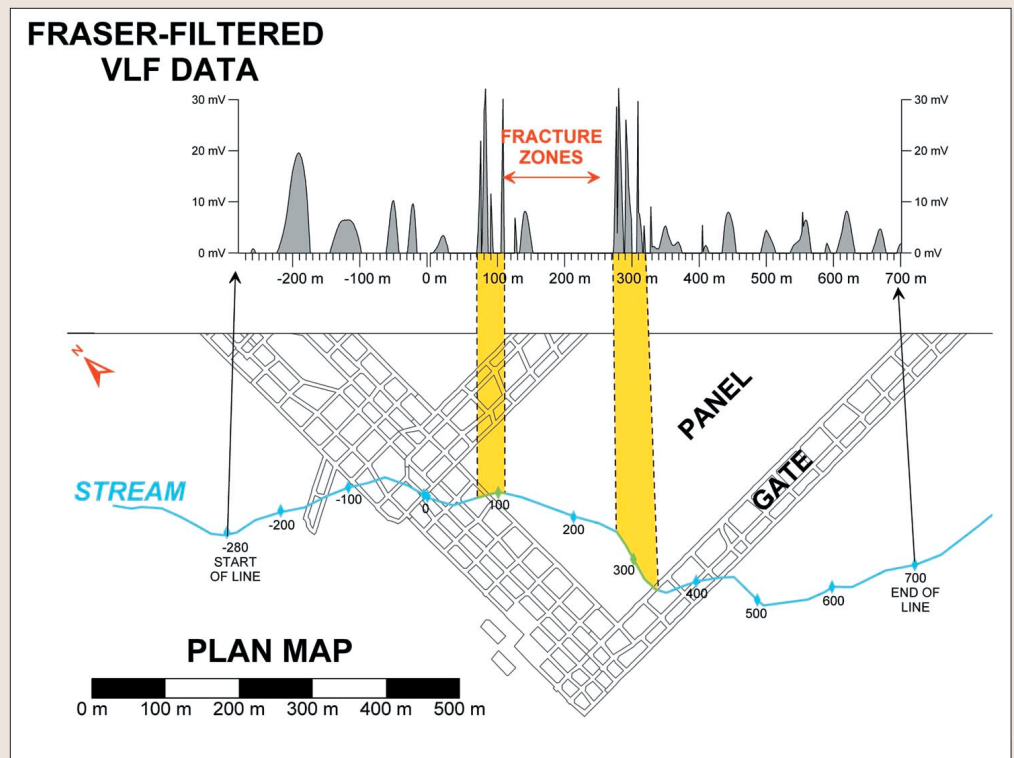 FRASER-FILTERED
VLF DATA
30 mV
30 mV
FRACTURE
ZONES
20 mV
20 mV
10 mV
10 mV
0 mV
0 mV
-200 m
-100 m
0 m
100 m
200 m
300 m
400 m
500 m
600 m
700 m
N
PANEL
GATE
STREAM
-280
START
OF LINE
-200
-100
0
100
200
300
400
500
600
700
END OF
LINE
PLAN MAP
0 m
100 m
200 m
300 m
400 m
500 m